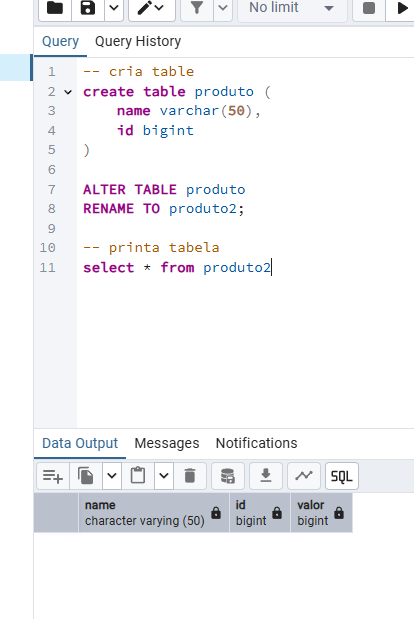 No limit
Query Query History
1 -- cria table
2 create table produto (
3 name varchar(50),
4 id bigint
5 )
6
7 ALTER TABLE produto
8 RENAME TO produto2;
9
10 -- printa tabela
11 select * from produto2
Data Output Messages Notifications
SQL
name id valor
character varying (50) bigint bigint